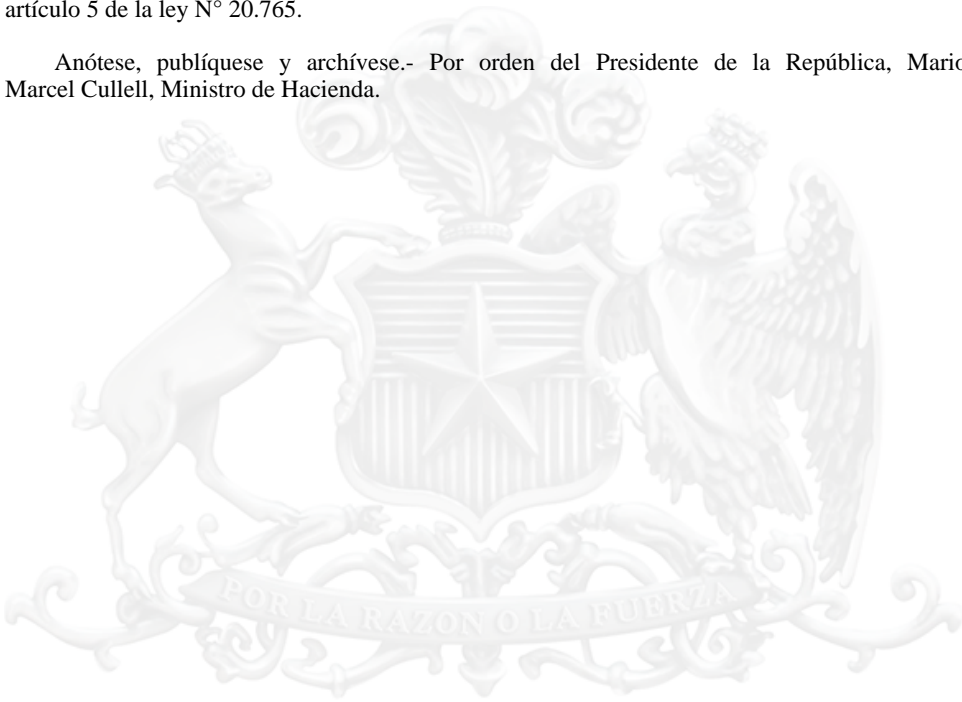 artículo 5 de la ley N° 20.765.
Anótese, publíquese y archívese.- Por orden del Presidente de la República, Mario
Marcel Cullell, Ministro de Hacienda.
POR LA RAZON O LA FUERZA